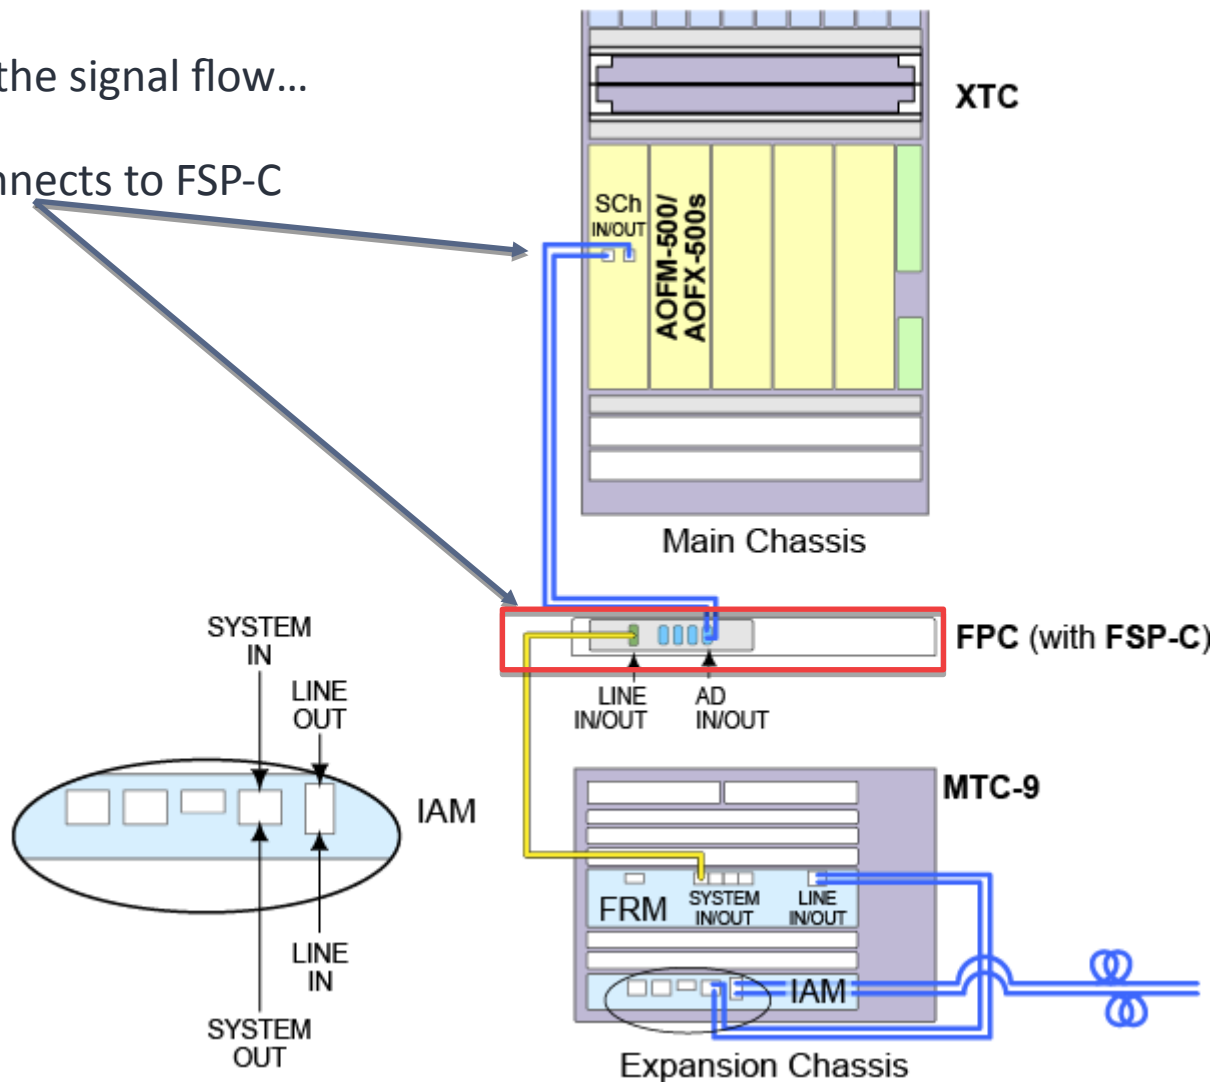 the signal flow...
nnects to FSP-C
XTC
SCh
IN/OUT
AOFM-500/
AOFX-500s
Main Chassis
FPC (with FSP-C)
LINE
IN/OUT
AD
IN/OUT
SYSTEM
IN
LINE
OUT
IAM
LINE
IN
SYSTEM
OUT
MTC-9
FRM
SYSTEM
IN/OUT
LINE
IN/OUT
IAM
Expansion Chassis